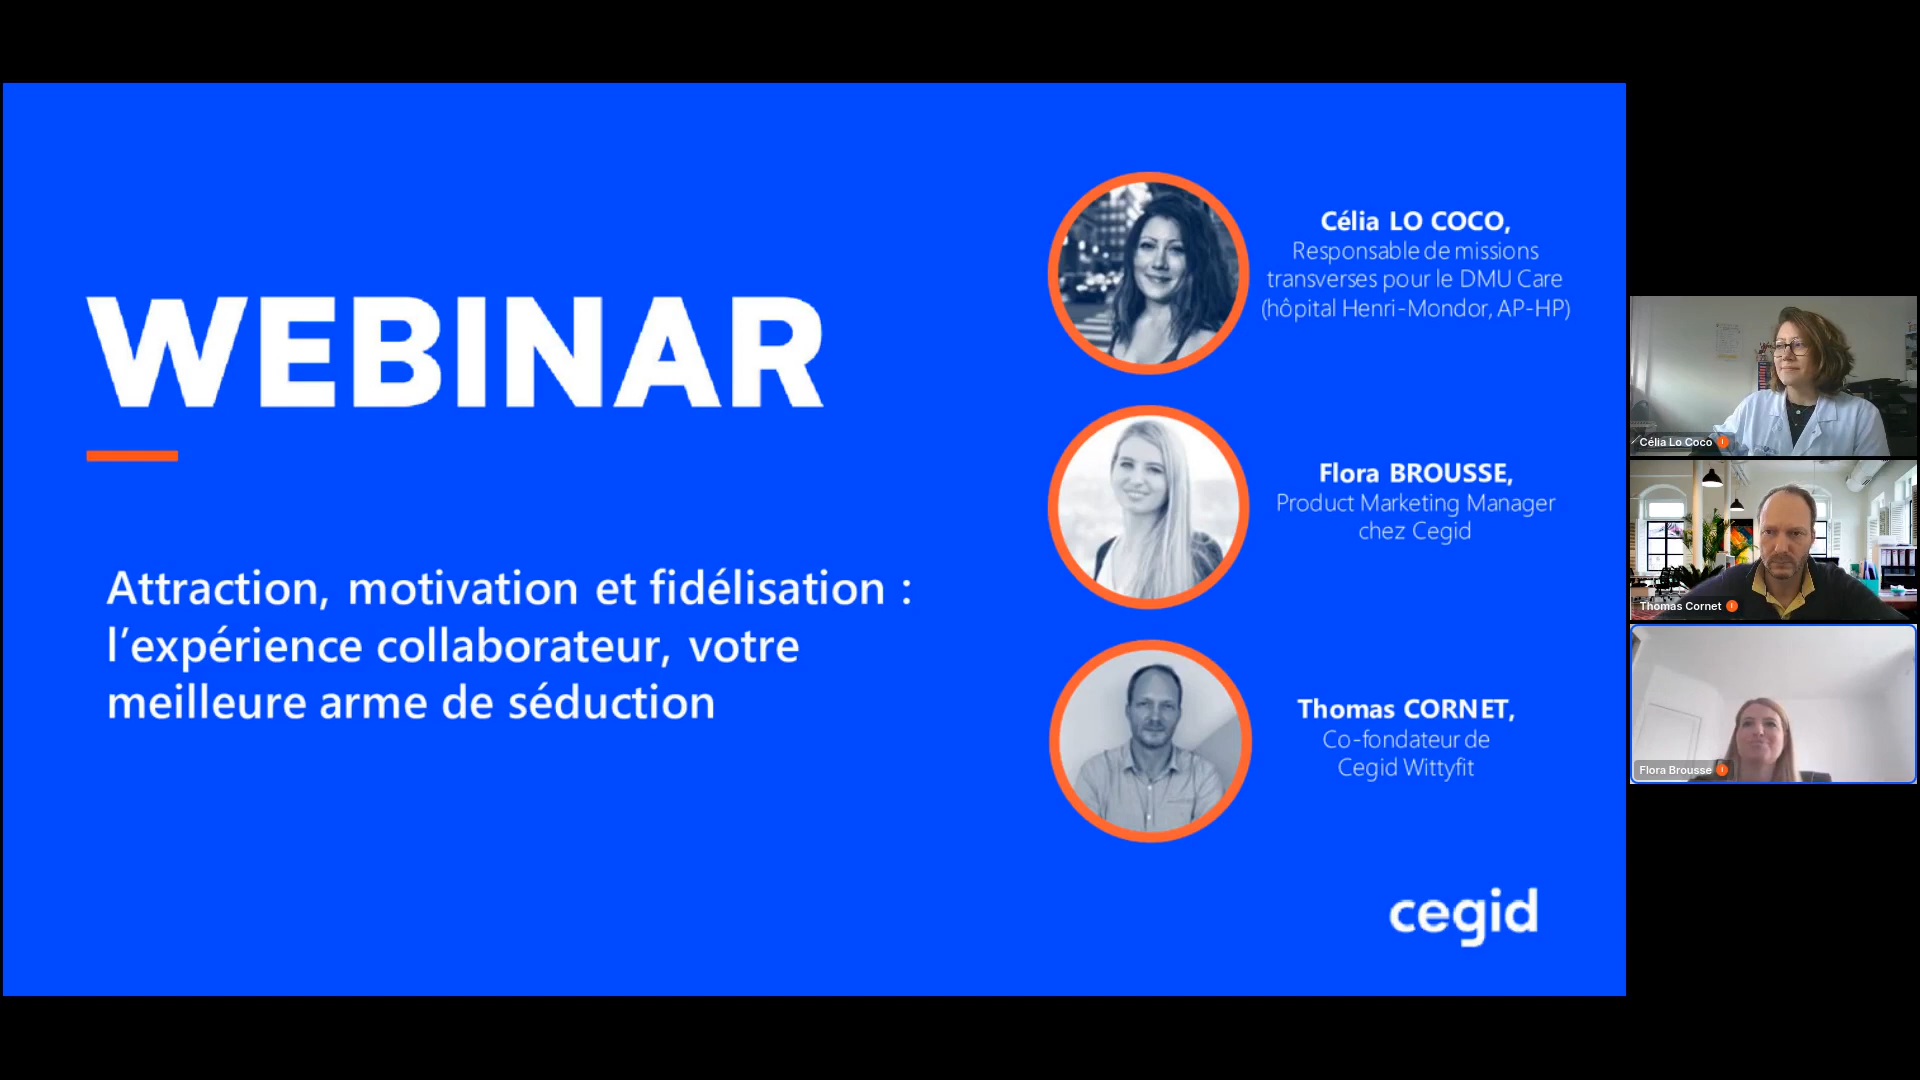 WEBINAR
Attraction, motivation et fidélisation :
l’expérience collaborateur, votre
meilleure arme de séduction
Célia LO COCO,
Responsable de missions
transverses pour le DMU Care
(hôpital Henri-Mondor, AP-HP)
Flora BROUSSE,
Product Marketing Manager
chez Cegid
Thomas CORNET,
Co-fondateur de
Cegid Wittyfit
cegid
Célia Lo Coco
Thomas Cornet
Flora Brousse